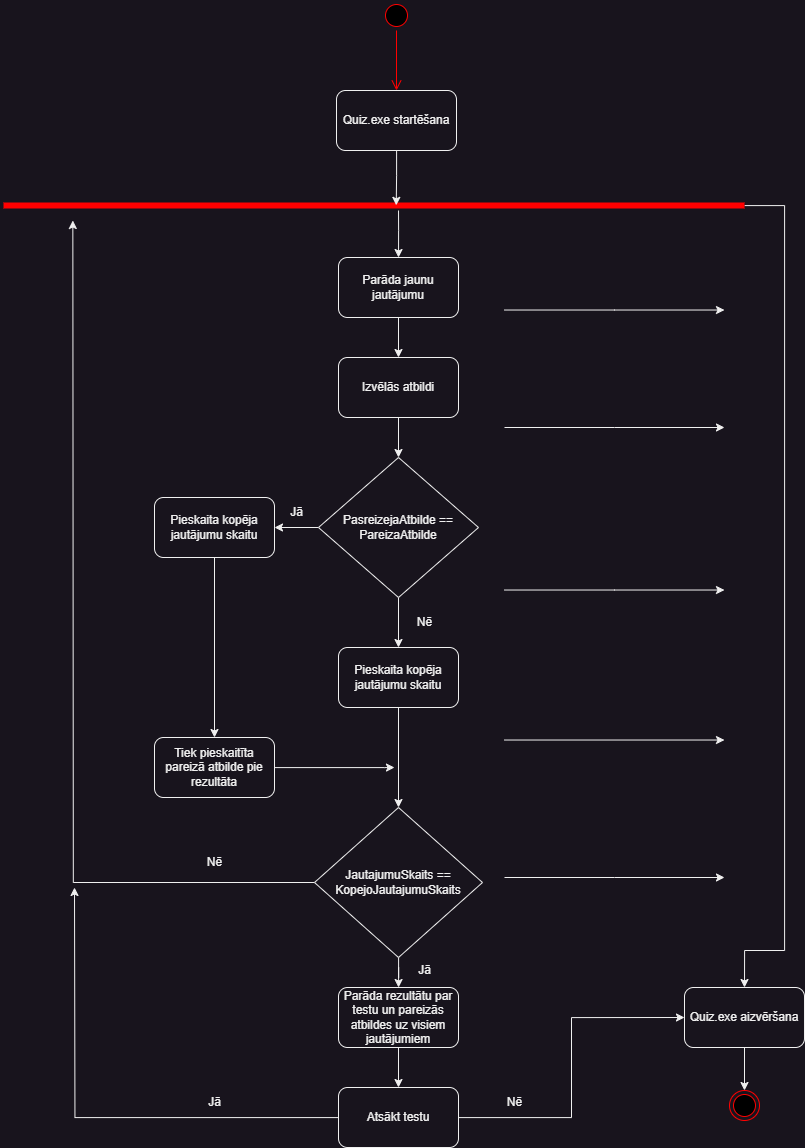 Quiz.exe startēšana
Parāda jaunu
jautājumu
Izvēlās atbildi
PasreizejaAtbilde ==
PareizaAtbilde
Jā
Pieskaita kopēja
jautājumu skaitu
Nē
Pieskaita kopēja
jautājumu skaitu
Tiek pieskaitīta
pareizā atbilde pie
rezultāta
JautajumuSkaits ==
KopejoJautajumuSkaits
Nē
Jā
Parāda rezultātu par
testu un pareizās
atbildes uz visiem
jautājumiem
Quiz.exe aizvēršana
Atsākt testu
Jā
Nē